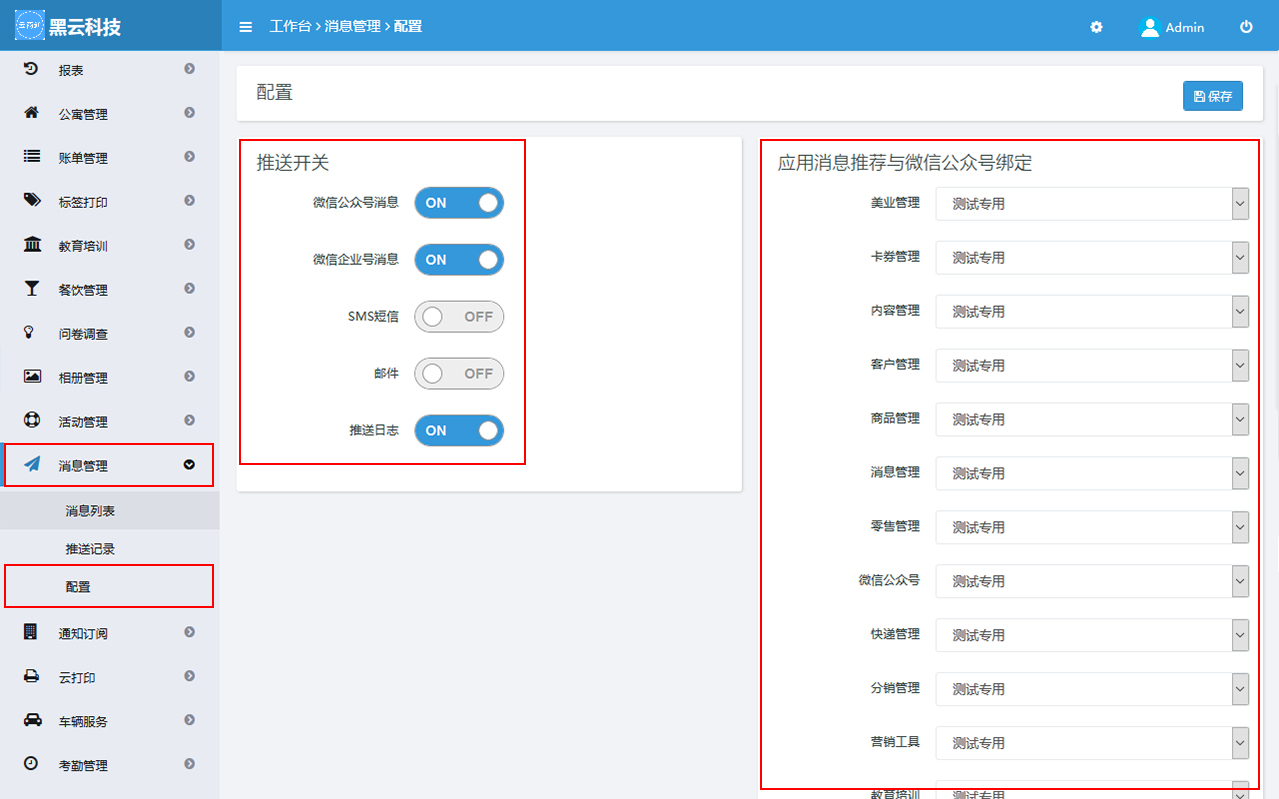 黑云科技
工作台 > 消息管理 > 配置
Admin
报表
公寓管理
账单管理
标签打印
教育培训
餐饮管理
问卷调查
相册管理
活动管理
消息管理
消息列表
推送记录
配置
通知订阅
云打印
车辆服务
考勤管理
配置
保存
推送开关
微信公众号消息 ON
微信企业号消息 ON
SMS短信 OFF
邮件 OFF
推送日志 ON
应用消息推荐与微信公众号绑定
美业管理 测试专用
卡券管理 测试专用
内容管理 测试专用
客户管理 测试专用
商品管理 测试专用
消息管理 测试专用
零售管理 测试专用
微信公众号 测试专用
快递管理 测试专用
分销管理 测试专用
营销工具 测试专用
教育培训 测试专用